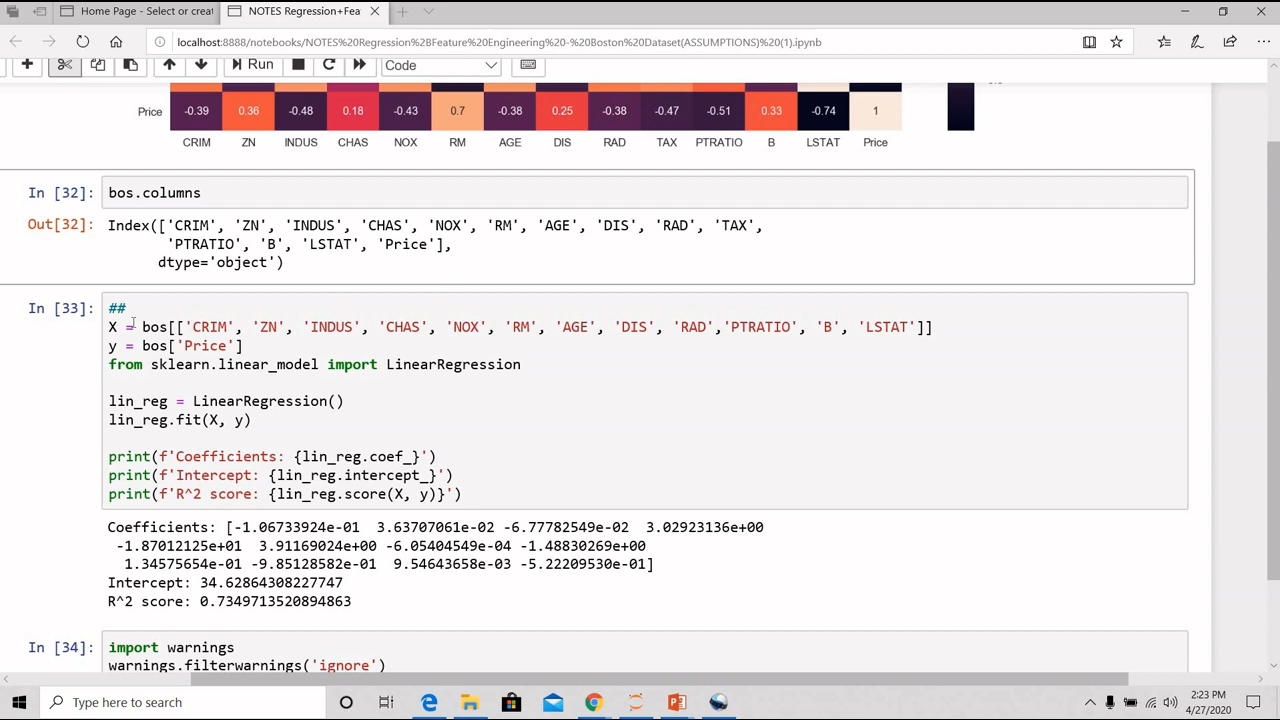 Home Page - Select or creat
NOTES Regression+Fea
localhost:8888/notebooks/NOTES%20Regression%2BFeature%20Engineering%20-%20Boston%20Dataset(ASSUMPTIONS)%20(1).ipynb
Run
Code
Price
-0.39 0.36 -0.48 0.18 -0.43 0.7 -0.38 0.25 -0.38 -0.47 -0.51 0.33 -0.74 1
CRIM ZN INDUS CHAS NOX RM AGE DIS RAD TAX PTRATIO B LSTAT Price
In [32]: bos.columns
Out[32]: Index(['CRIM', 'ZN', 'INDUS', 'CHAS', 'NOX', 'RM', 'AGE', 'DIS', 'RAD', 'TAX',
'PTRATIO', 'B', 'LSTAT', 'Price'],
dtype='object')
In [33]: ##
X = bos[['CRIM', 'ZN', 'INDUS', 'CHAS', 'NOX', 'RM', 'AGE', 'DIS', 'RAD','PTRATIO', 'B', 'LSTAT']]
y = bos['Price']
from sklearn.linear_model import LinearRegression
lin_reg = LinearRegression()
lin_reg.fit(X, y)
print(f'Coefficients: {lin_reg.coef_}')
print(f'Intercept: {lin_reg.intercept_}')
print(f'R^2 score: {lin_reg.score(X, y)}')
Coefficients: [-1.06733924e-01 3.63707061e-02 -6.77782549e-02 3.02923136e+00
-1.87012125e+01 3.91169024e+00 -6.05404549e-04 -1.48830269e+00
1.34575654e-01 -9.85128582e-01 9.54643658e-03 -5.22209530e-01]
Intercept: 34.62864308227747
R^2 score: 0.7349713520894863
In [34]: import warnings
warnings.filterwarnings('ignore')
Type here to search
2:23 PM
4/27/2020